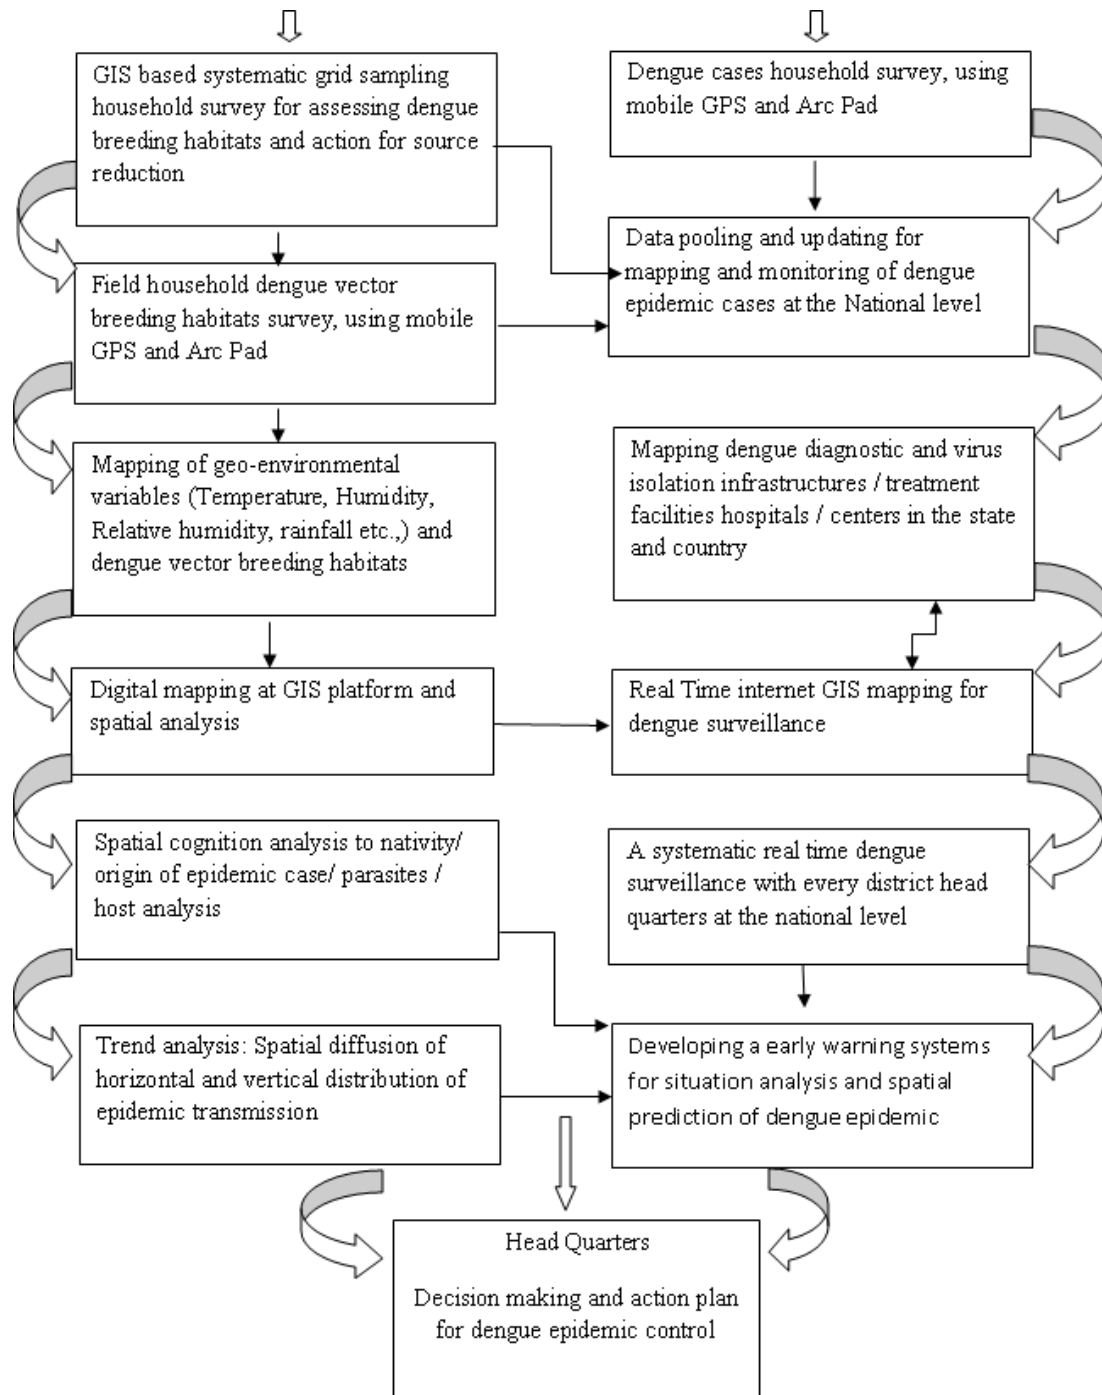 GIS based systematic grid sampling
household survey for assessing dengue
breeding habitats and action for source
reduction
Field household dengue vector
breeding habitats survey, using mobile
GPS and Arc Pad
Mapping of geo-environmental
variables (Temperature, Humidity,
Relative humidity, rainfall etc.,) and
dengue vector breeding habitats
Digital mapping at GIS platform and
spatial analysis
Spatial cognition analysis to nativity/
origin of epidemic case/ parasites /
host analysis
Trend analysis: Spatial diffusion of
horizontal and vertical distribution of
epidemic transmission
Dengue cases household survey, using
mobile GPS and Arc Pad
Data pooling and updating for
mapping and monitoring of dengue
epidemic cases at the National level
Mapping dengue diagnostic and virus
isolation infrastructures / treatment
facilities hospitals / centers in the state
and country
Real Time internet GIS mapping for
dengue surveillance
A systematic real time dengue
surveillance with every district head
quarters at the national level
Developing a early warning systems
for situation analysis and spatial
prediction of dengue epidemic
Head Quarters
Decision making and action plan
for dengue epidemic control